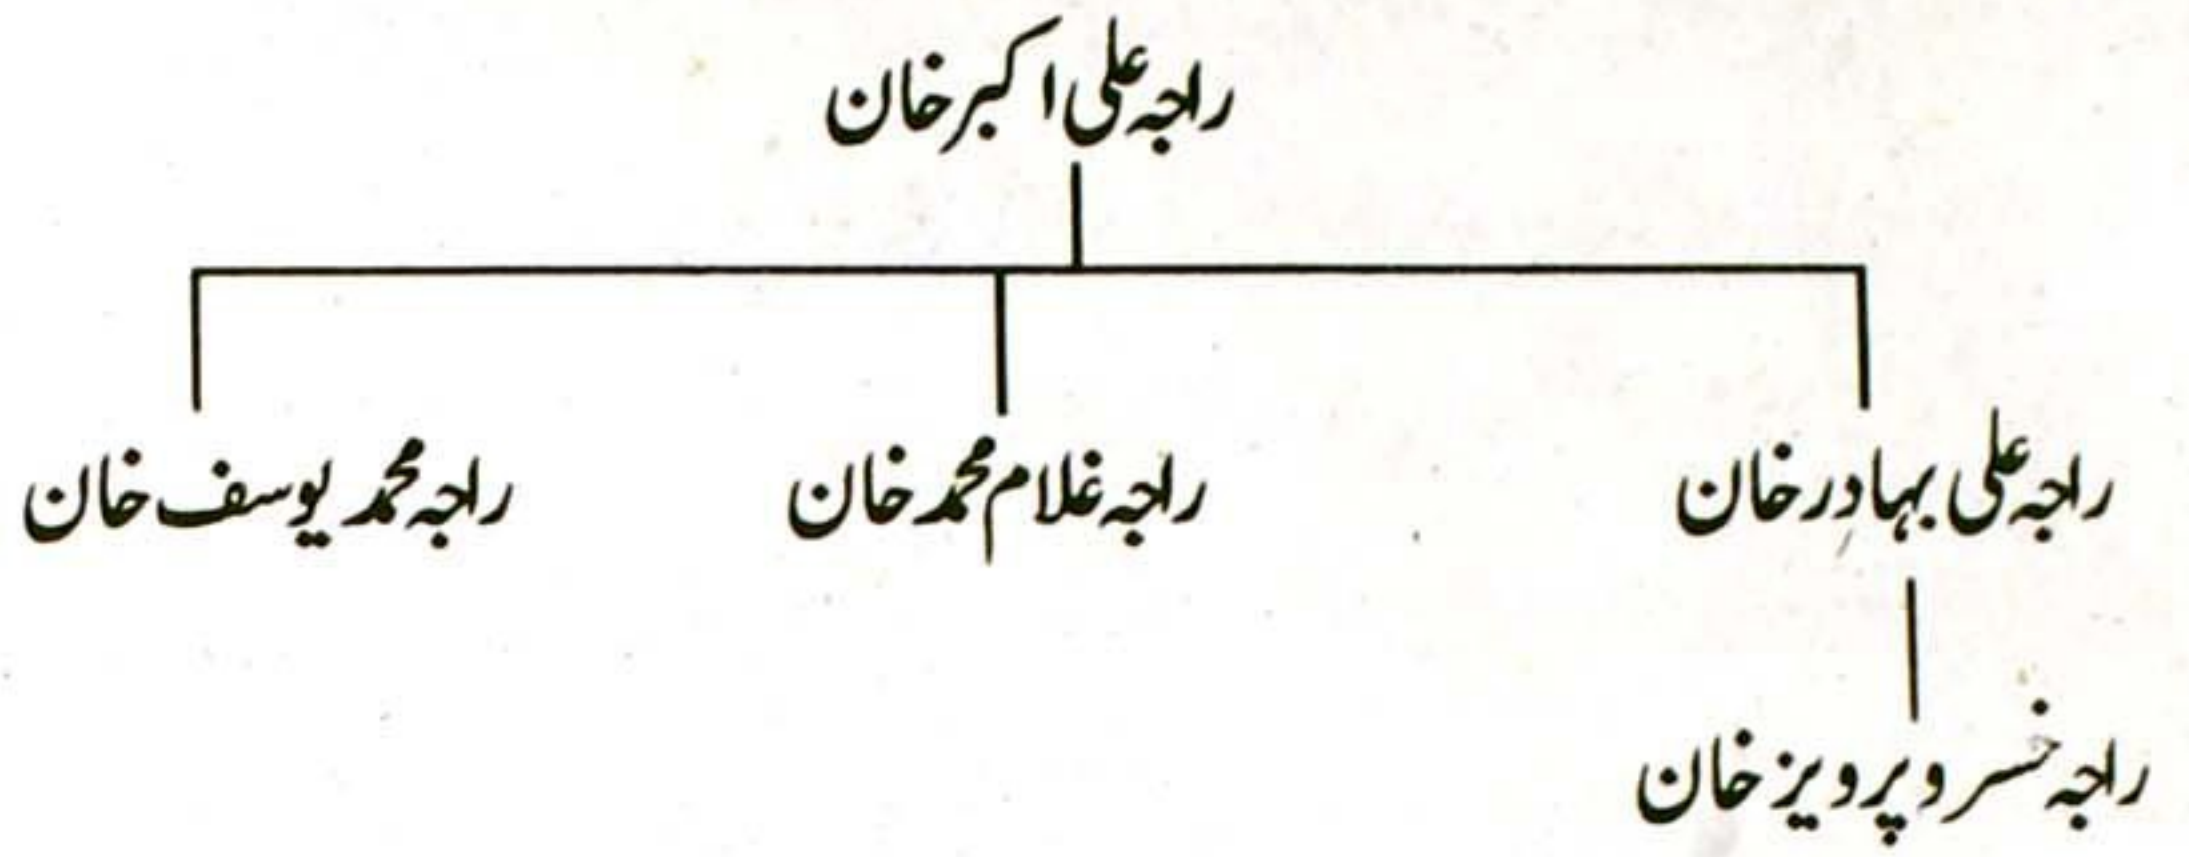 راجہ علی اکبر خان
راجہ علی بہادر خان
راجہ غلام محمد خان
راجہ محمد یوسف خان
راجہ خسرو پرویز خان